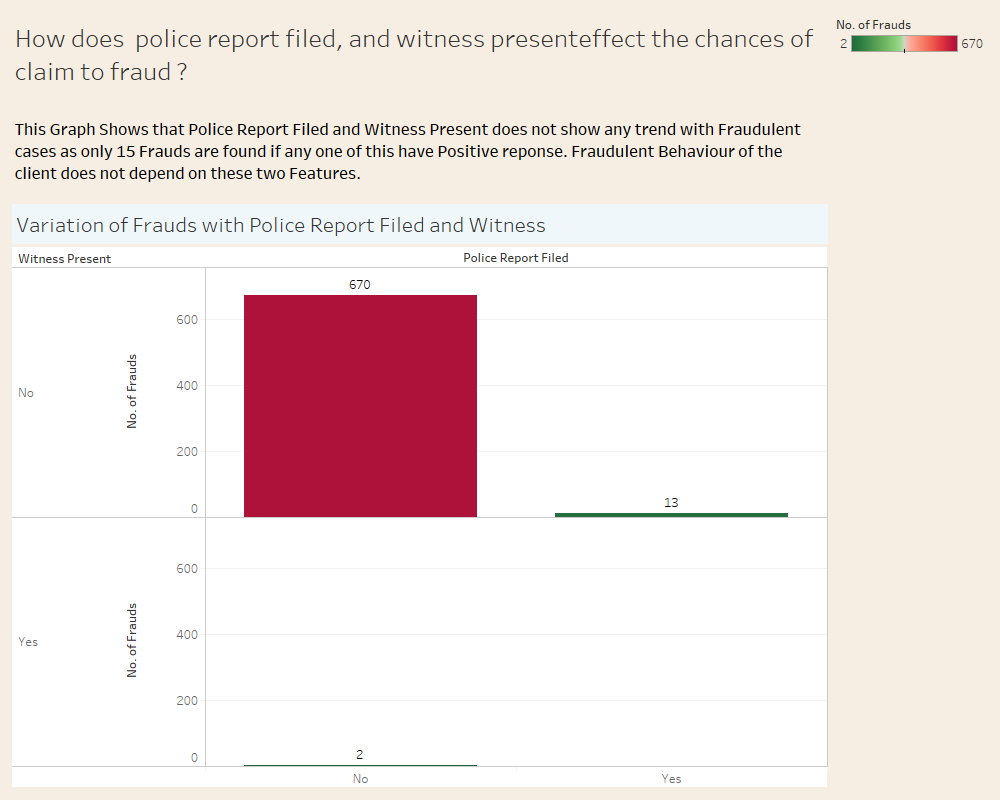 How does  police report filed, and witness presenteffect the chances of
claim to fraud ?
No. of Frauds
2 670
This Graph Shows that Police Report Filed and Witness Present does not show any trend with Fraudulent
cases as only 15 Frauds are found if any one of this have Positive reponse. Fraudulent Behaviour of the
client does not depend on these two Features.
Variation of Frauds with Police Report Filed and Witness
Witness Present Police Report Filed
670
600
No
No. of Frauds
400
200
13
0
600
Yes
No. of Frauds
400
200
2
0
No Yes